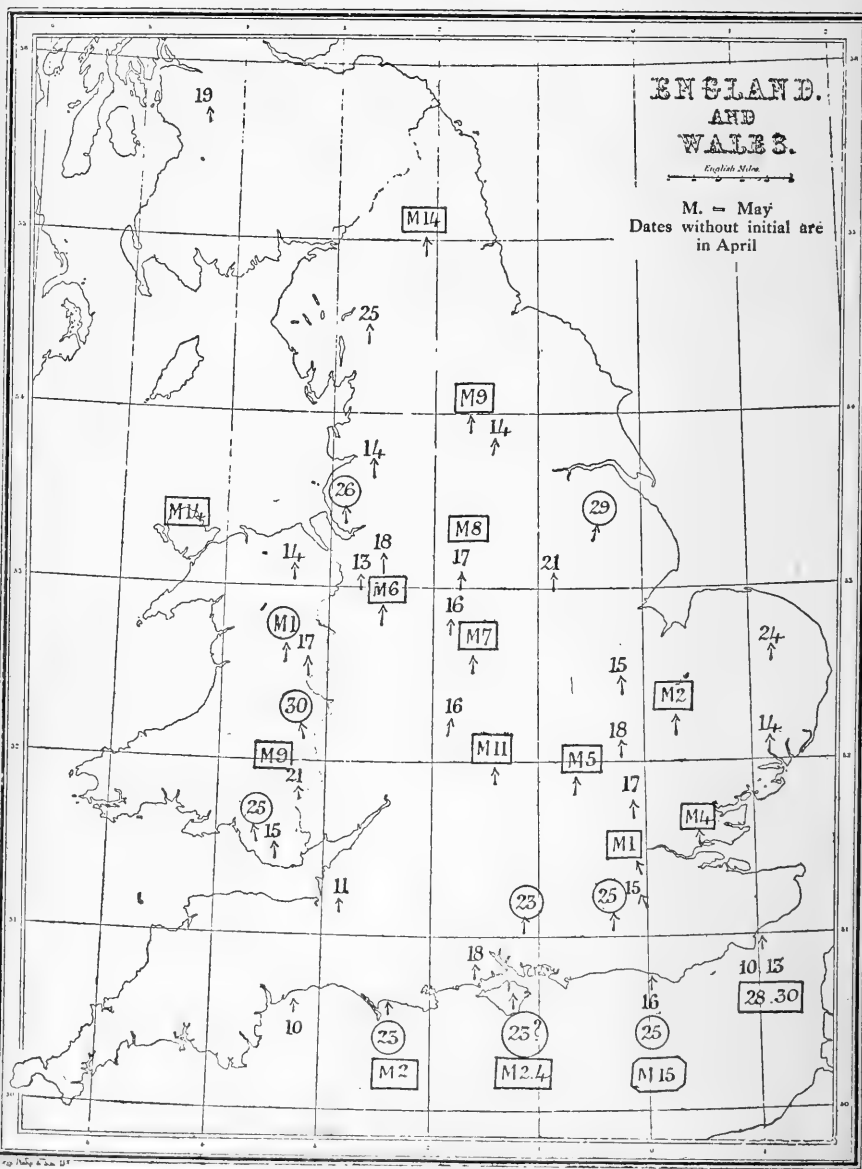 ENGLAND.
AND
WALES.
English Miles.
M. = May
Dates without initial are
in April
19
M14
25
M9
14
14
26
M14
29
M8
18
17
21
14
13
M6
16
M1
M7
24
17
15
M2
30
16
18
14
M11
M9
M5
21
17
25
M4
15
M1
11
15
23
25
18
10 13
28.30
10
16
23
23?
25
M2
M2.4
M15